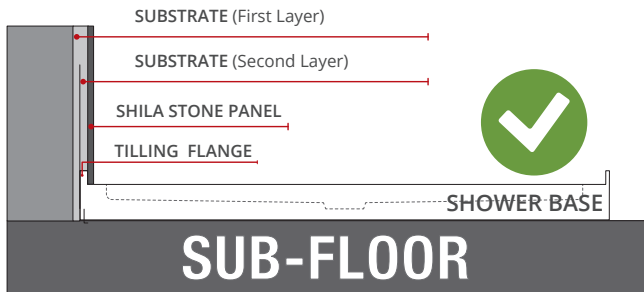 SUBSTRATE (First Layer)
SUBSTRATE (Second Layer)
SHILA STONE PANEL
TILLING FLANGE
SHOWER BASE
SUB-FLOOR